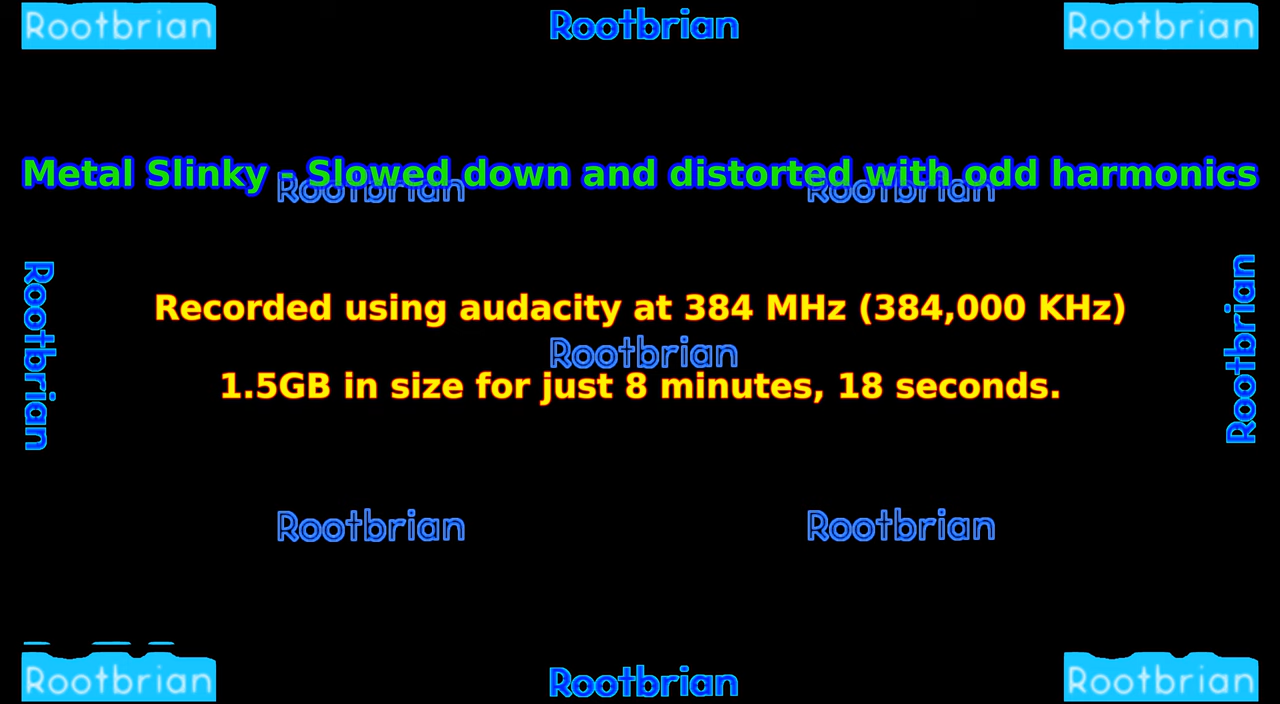 Rootbrian Rootbrian Rootbrian
Metal Slinky - Slowed down and distorted with odd harmonics
Rootbrian Rootbrian
Rootbrian
Rootbrian
Recorded using audacity at 384 MHz (384,000 KHz)
Rootbrian
1.5GB in size for just 8 minutes, 18 seconds.
Rootbrian Rootbrian
Rootbrian Rootbrian Rootbrian